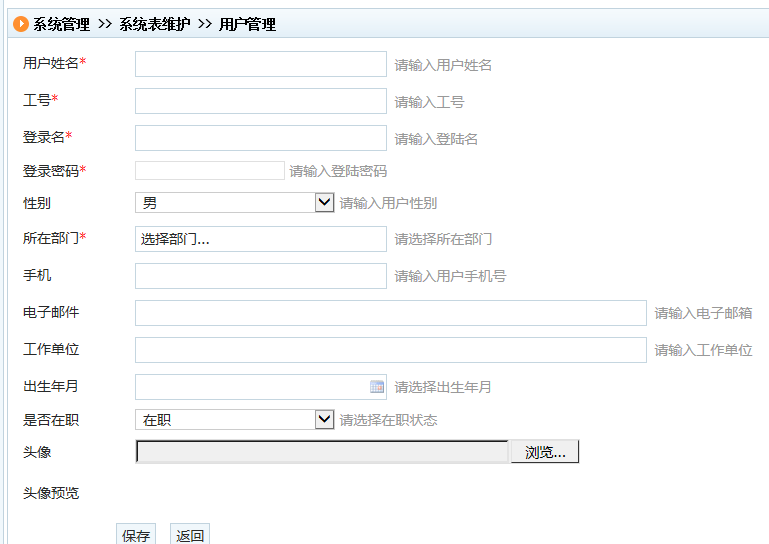 系统管理 >> 系统表维护 >> 用户管理
用户姓名* 请输入用户姓名
工号* 请输入工号
登录名* 请输入登陆名
登录密码* 请输入登陆密码
性别 男 请输入用户性别
所在部门* 选择部门... 请选择所在部门
手机 请输入用户手机号
电子邮件 请输入电子邮箱
工作单位 请输入工作单位
出生年月 请选择出生年月
是否在职 在职 请选择在职状态
头像 浏览...
头像预览
保存 返回